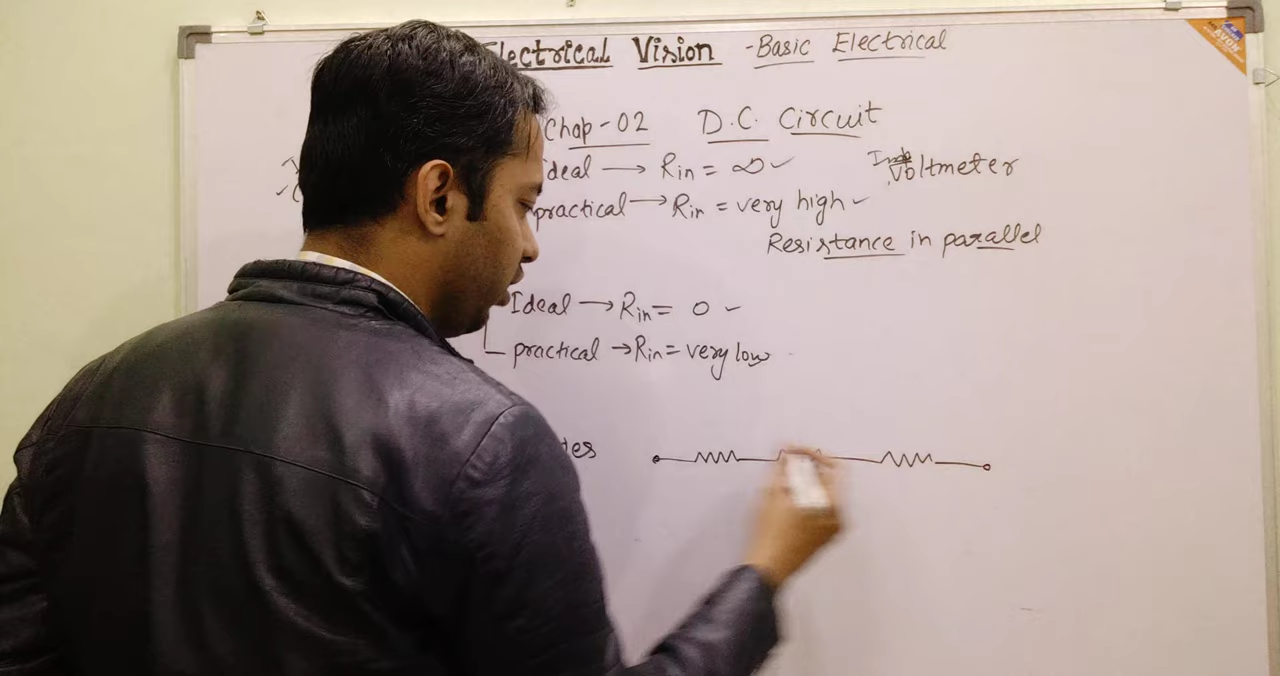 Electrical Vision - Basic Electrical
Chap-02 D.C. Circuit
Ideal → Rin = ∞ ✓
Voltmeter
practical → Rin = very high ✓
Resistance in parallel
Ideal → Rin = 0 ✓
practical → Rin = very low
AVON